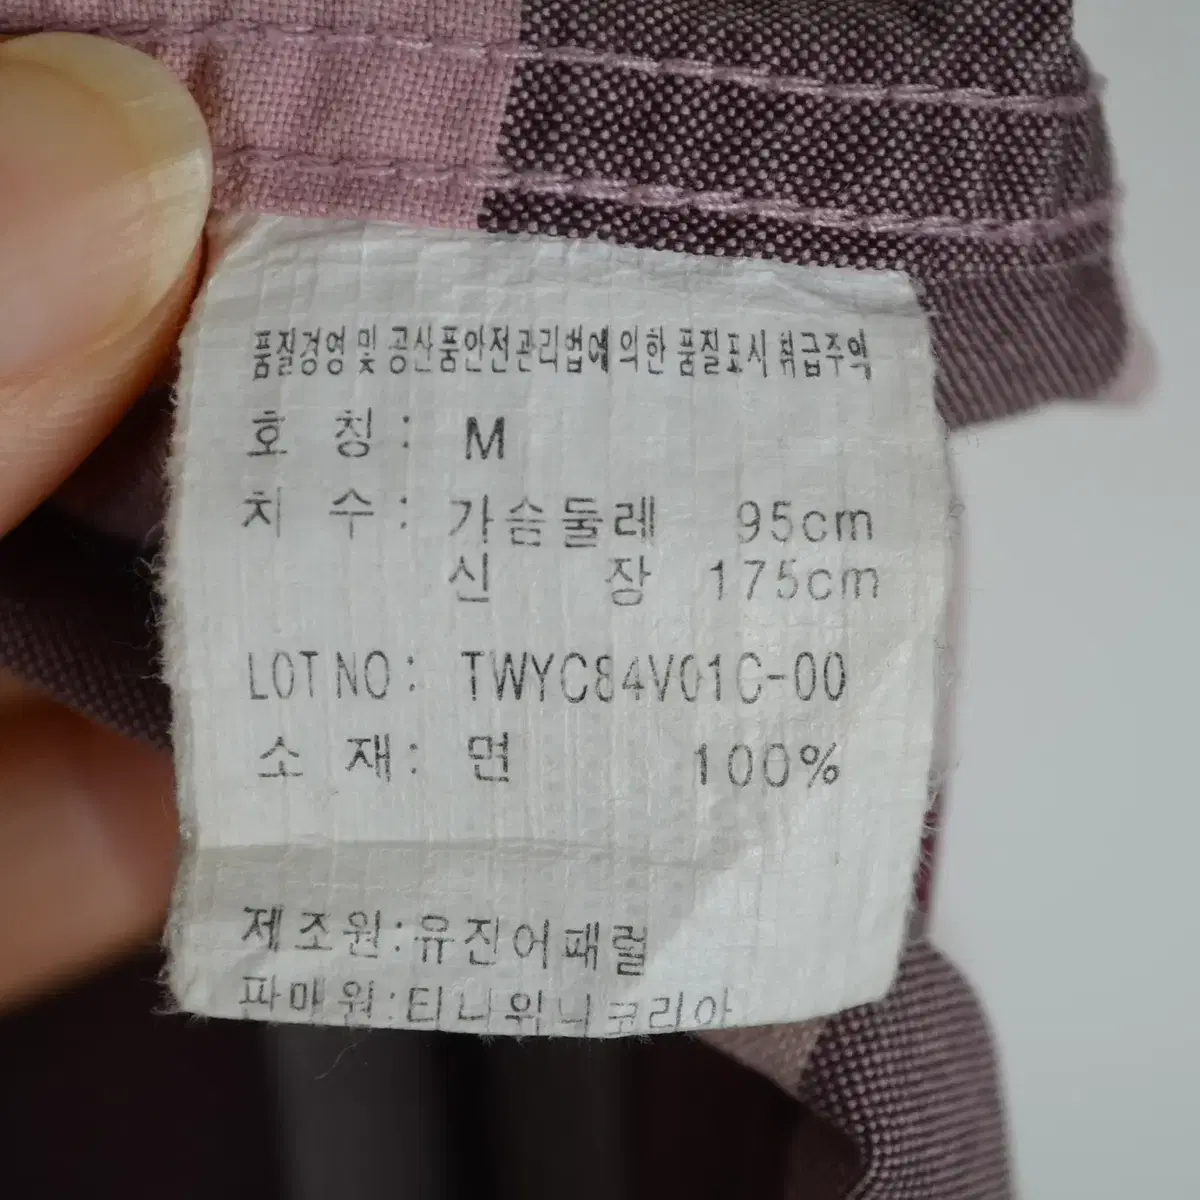 품질경영 및 공산품안전관리법에 의한 품질표시 취급주역
호 칭 : M
치 수 : 가슴둘레 95cm
신 장 175cm
LOT NO : TWYC84V01C-00
소 재 : 면 100%
제조원:유진어패럴
판매원:티니위니코리아